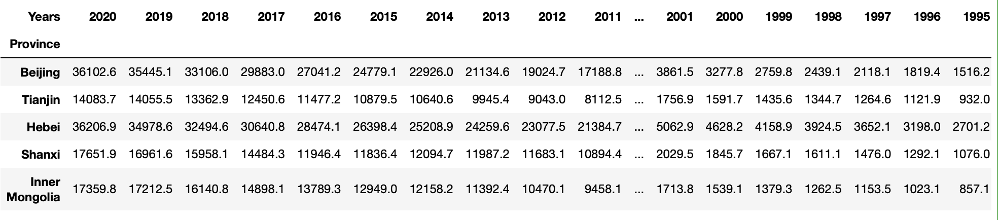 Years 2020 2019 2018 2017 2016 2015 2014 2013 2012 2011 ... 2001 2000 1999 1998 1997 1996 1995
Province
Beijing 36102.6 35445.1 33106.0 29883.0 27041.2 24779.1 22926.0 21134.6 19024.7 17188.8 ... 3861.5 3277.8 2759.8 2439.1 2118.1 1819.4 1516.2
Tianjin 14083.7 14055.5 13362.9 12450.6 11477.2 10879.5 10640.6 9945.4 9043.0 8112.5 ... 1756.9 1591.7 1435.6 1344.7 1264.6 1121.9 932.0
Hebei 36206.9 34978.6 32494.6 30640.8 28474.1 26398.4 25208.9 24259.6 23077.5 21384.7 ... 5062.9 4628.2 4158.9 3924.5 3652.1 3198.0 2701.2
Shanxi 17651.9 16961.6 15958.1 14484.3 11946.4 11836.4 12094.7 11987.2 11683.1 10894.4 ... 2029.5 1845.7 1667.1 1611.1 1476.0 1292.1 1076.0
Inner
Mongolia 17359.8 17212.5 16140.8 14898.1 13789.3 12949.0 12158.2 11392.4 10470.1 9458.1 ... 1713.8 1539.1 1379.3 1262.5 1153.5 1023.1 857.1